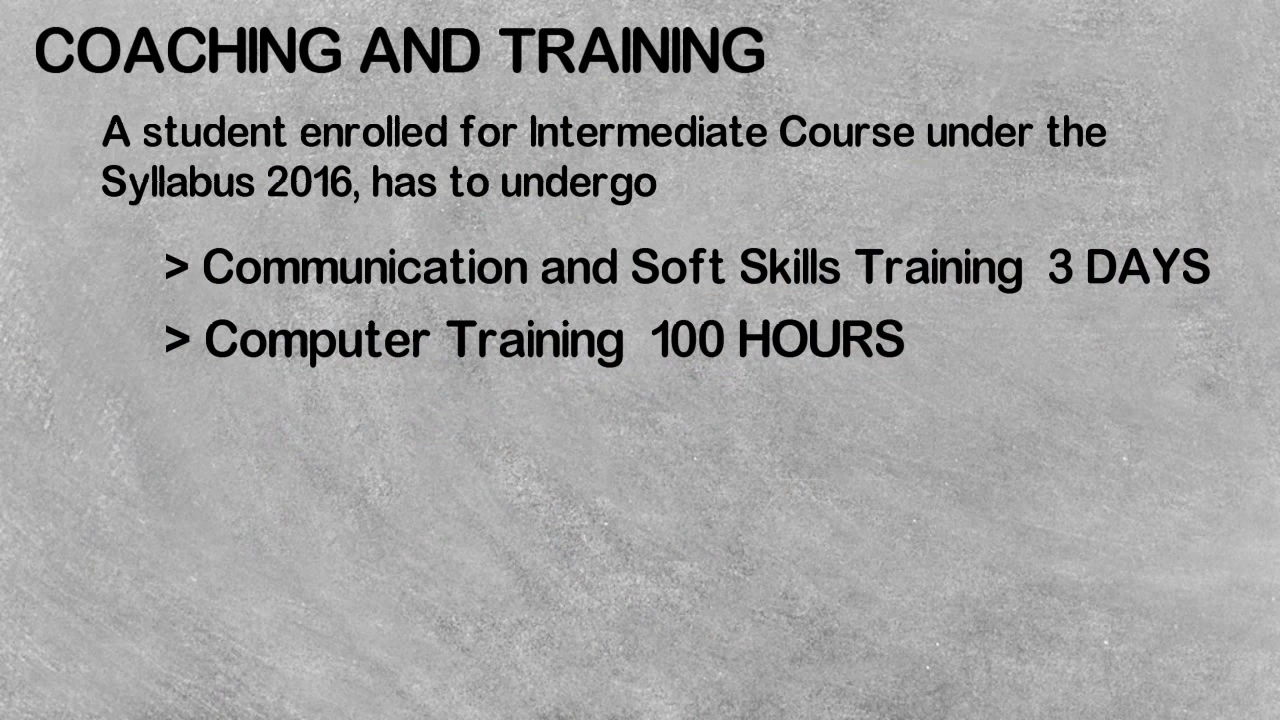 COACHING AND TRAINING
A student enrolled for Intermediate Course under the
Syllabus 2016, has to undergo
> Communication and Soft Skills Training 3 DAYS
> Computer Training 100 HOURS